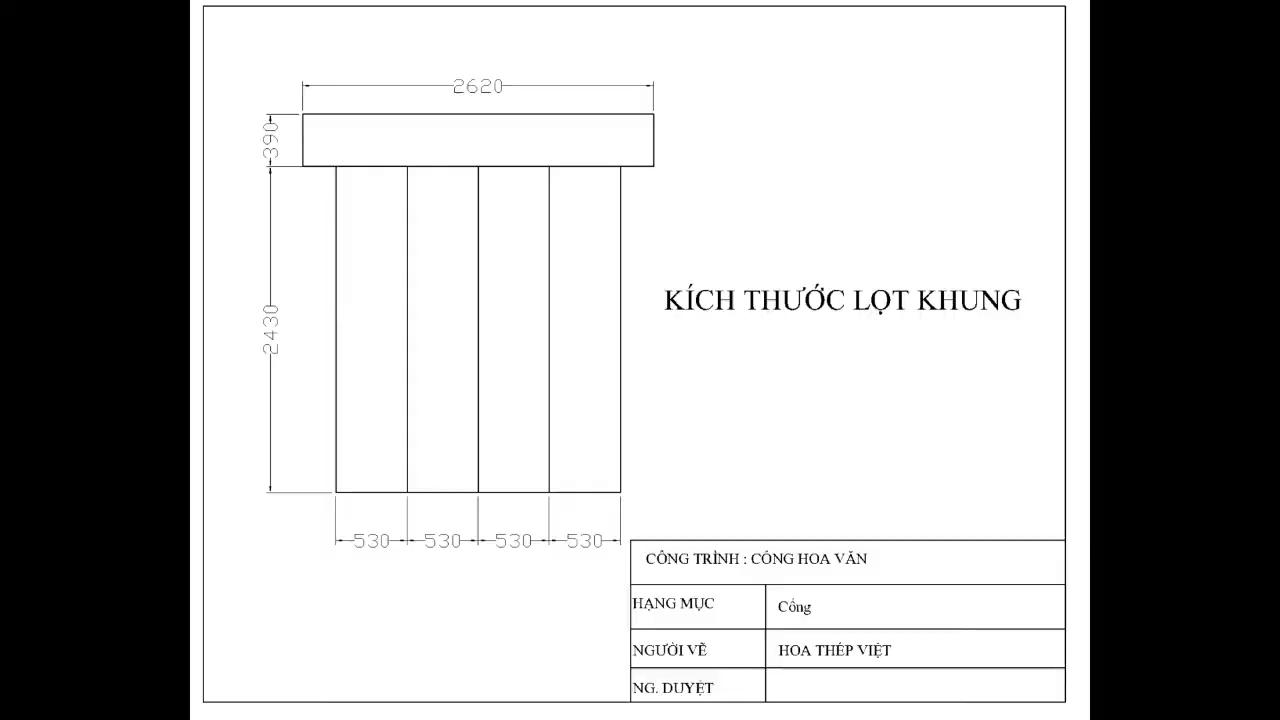 2620
390
2430
KÍCH THƯỚC LỌT KHUNG
530 530 530 530
CÔNG TRÌNH : CỔNG HOA VĂN
HẠNG MỤC Cổng
NGƯỜI VẼ HOA THÉP VIỆT
NG. DUYỆT